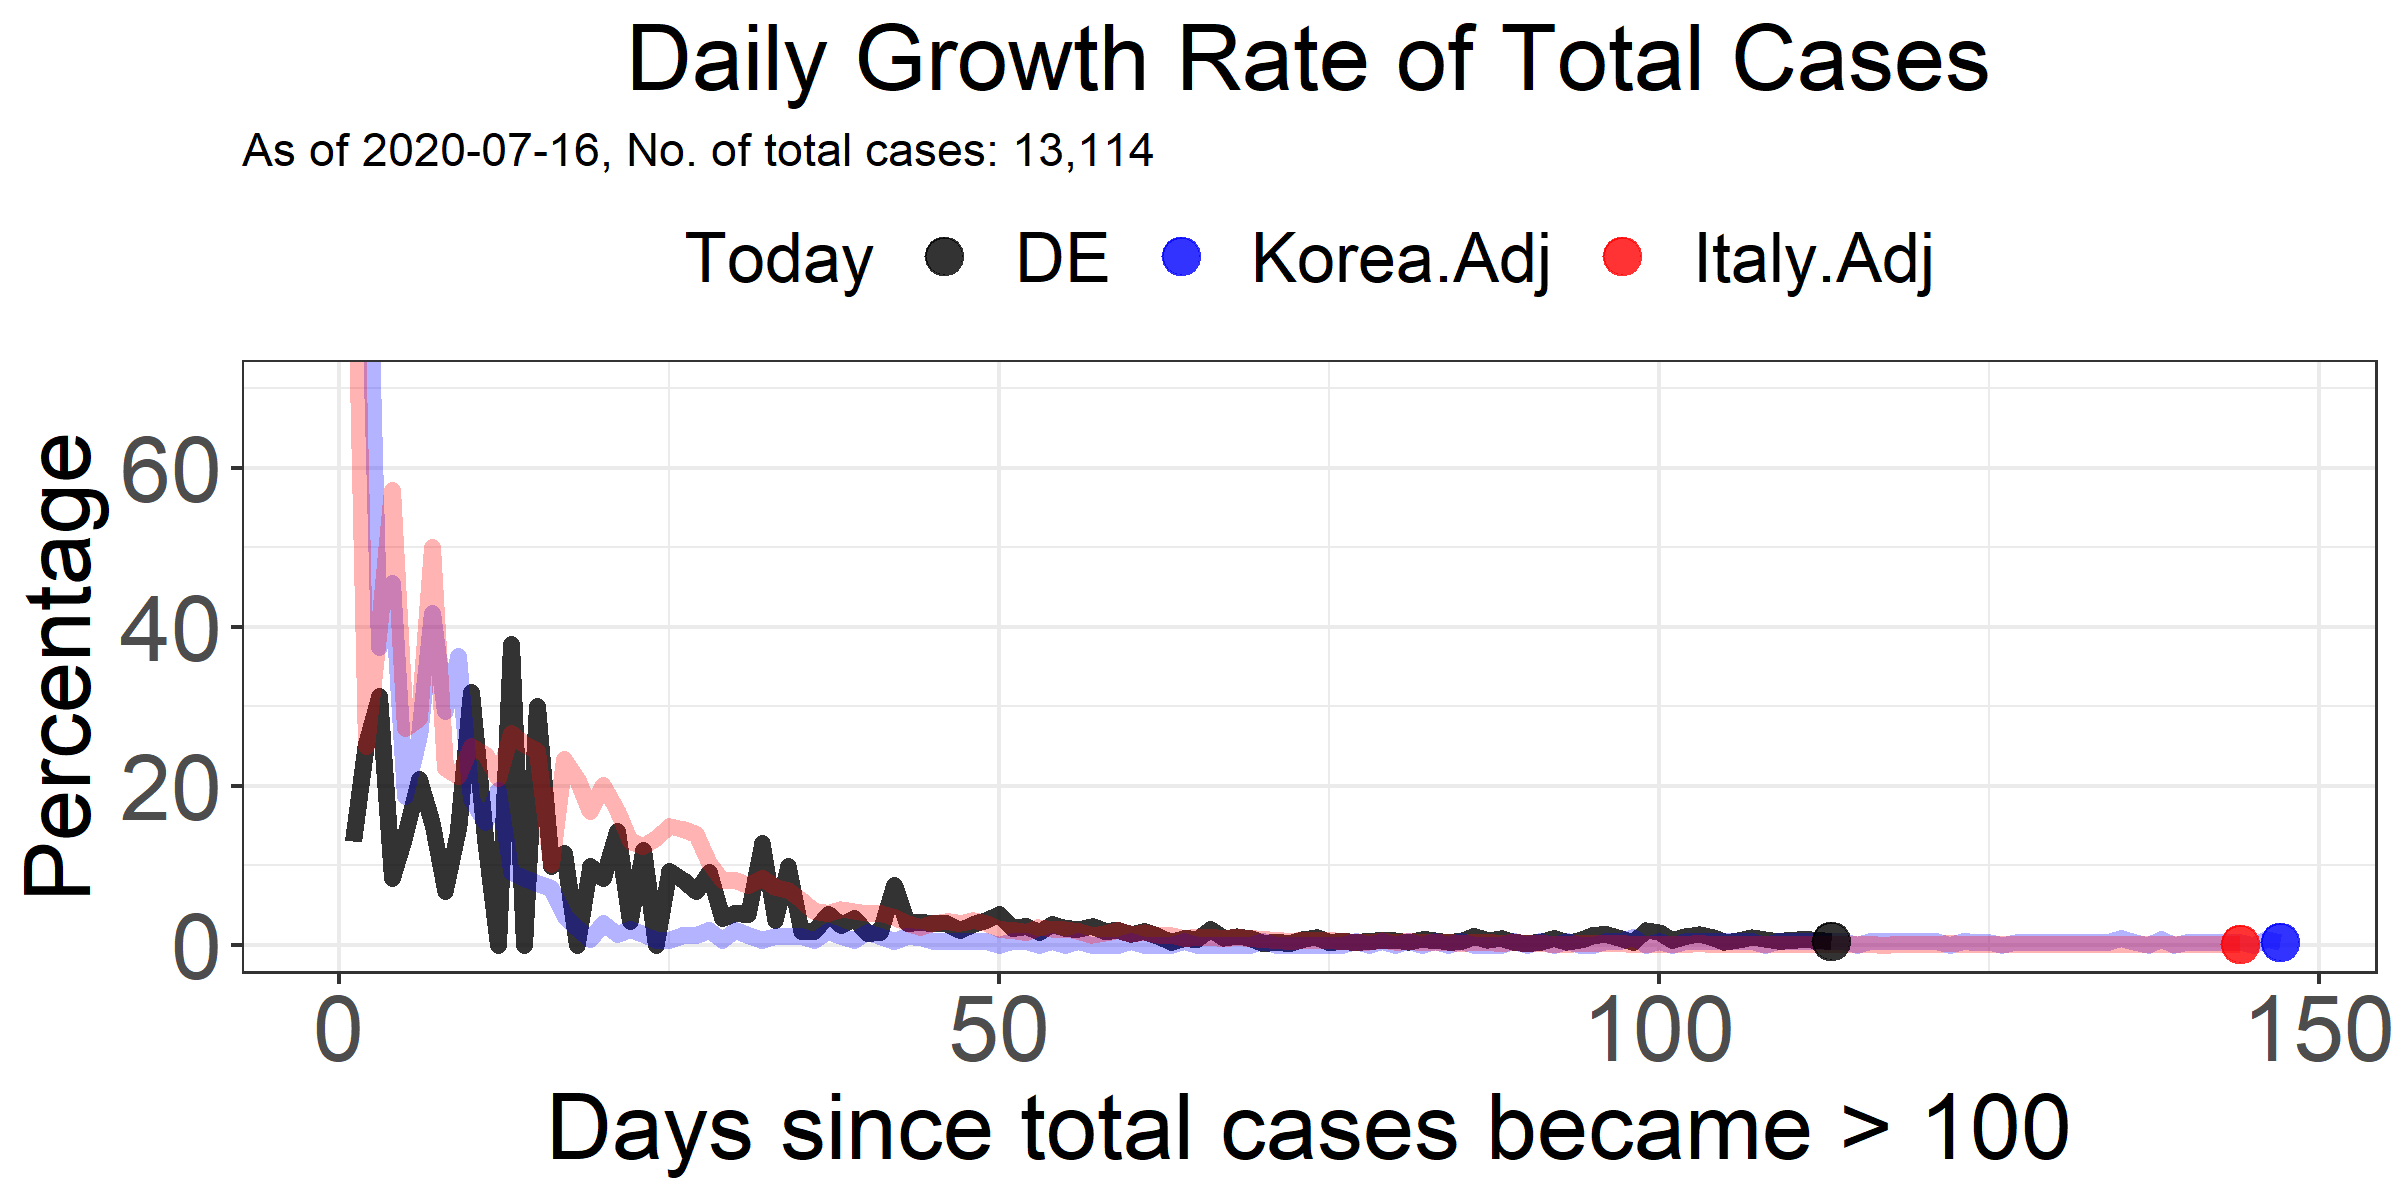 Daily Growth Rate of Total Cases
As of 2020-07-16, No. of total cases: 13,114
Today DE Korea.Adj Italy.Adj
Percentage
60
40
20
0
0 50 100 150
Days since total cases became > 100